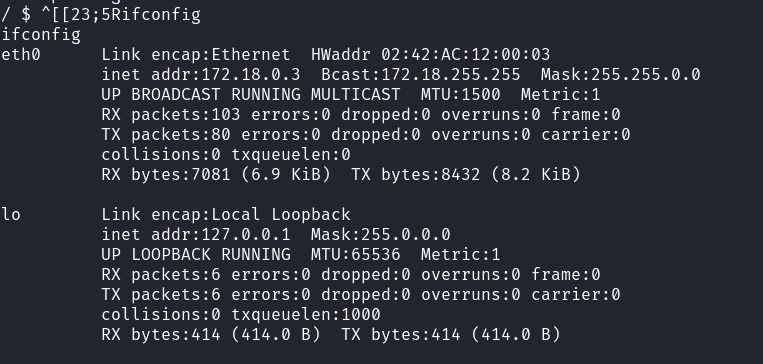 / $ ^[[23;5Rifconfig
ifconfig
eth0      Link encap:Ethernet  HWaddr 02:42:AC:12:00:03
          inet addr:172.18.0.3  Bcast:172.18.255.255  Mask:255.255.0.0
          UP BROADCAST RUNNING MULTICAST  MTU:1500  Metric:1
          RX packets:103 errors:0 dropped:0 overruns:0 frame:0
          TX packets:80 errors:0 dropped:0 overruns:0 carrier:0
          collisions:0 txqueuelen:0
          RX bytes:7081 (6.9 KiB)  TX bytes:8432 (8.2 KiB)

lo        Link encap:Local Loopback
          inet addr:127.0.0.1  Mask:255.0.0.0
          UP LOOPBACK RUNNING  MTU:65536  Metric:1
          RX packets:6 errors:0 dropped:0 overruns:0 frame:0
          TX packets:6 errors:0 dropped:0 overruns:0 carrier:0
          collisions:0 txqueuelen:1000
          RX bytes:414 (414.0 B)  TX bytes:414 (414.0 B)